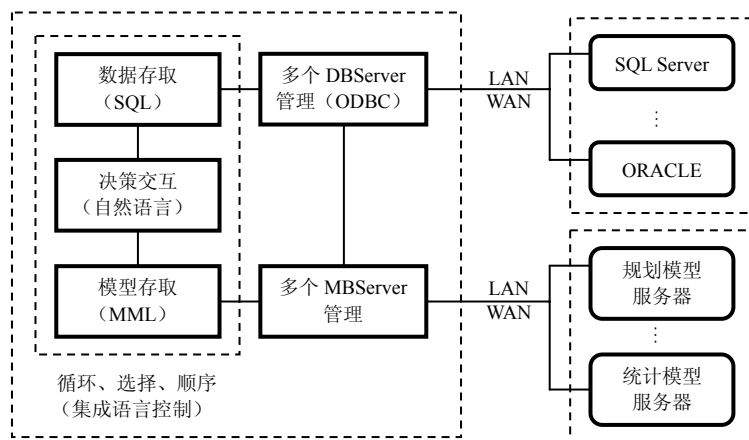 数据存取
（SQL）
多个 DBServer
管理（ODBC）
LAN
WAN
SQL Server
⋮
ORACLE
决策交互
（自然语言）
模型存取
（MML）
多个 MBServer
管理
LAN
WAN
规划模型
服务器
⋮
统计模型
服务器
循环、选择、顺序
（集成语言控制）